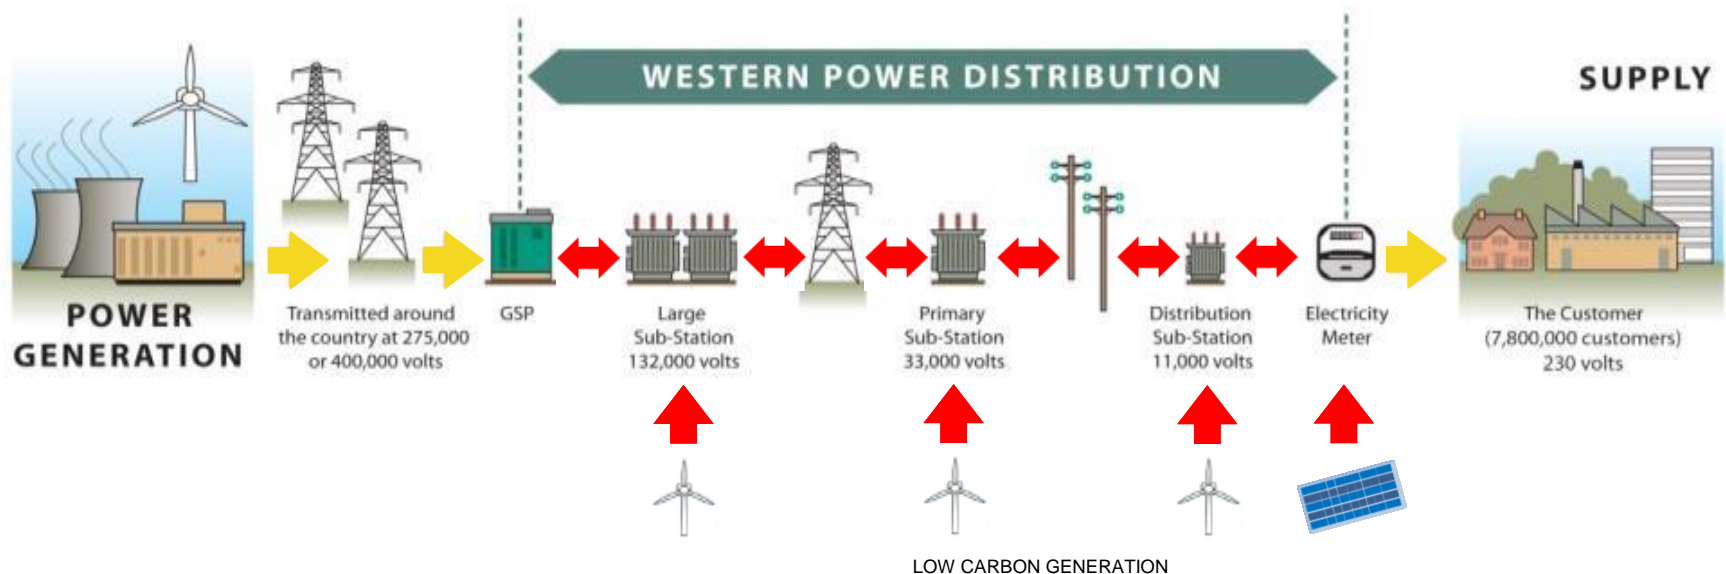 WESTERN POWER DISTRIBUTION
SUPPLY
POWER
GENERATION
Transmitted around
the country at 275,000
or 400,000 volts
GSP
Large
Sub-Station
132,000 volts
Primary
Sub-Station
33,000 volts
Distribution
Sub-Station
11,000 volts
Electricity
Meter
The Customer
(7,800,000 customers)
230 volts
LOW CARBON GENERATION